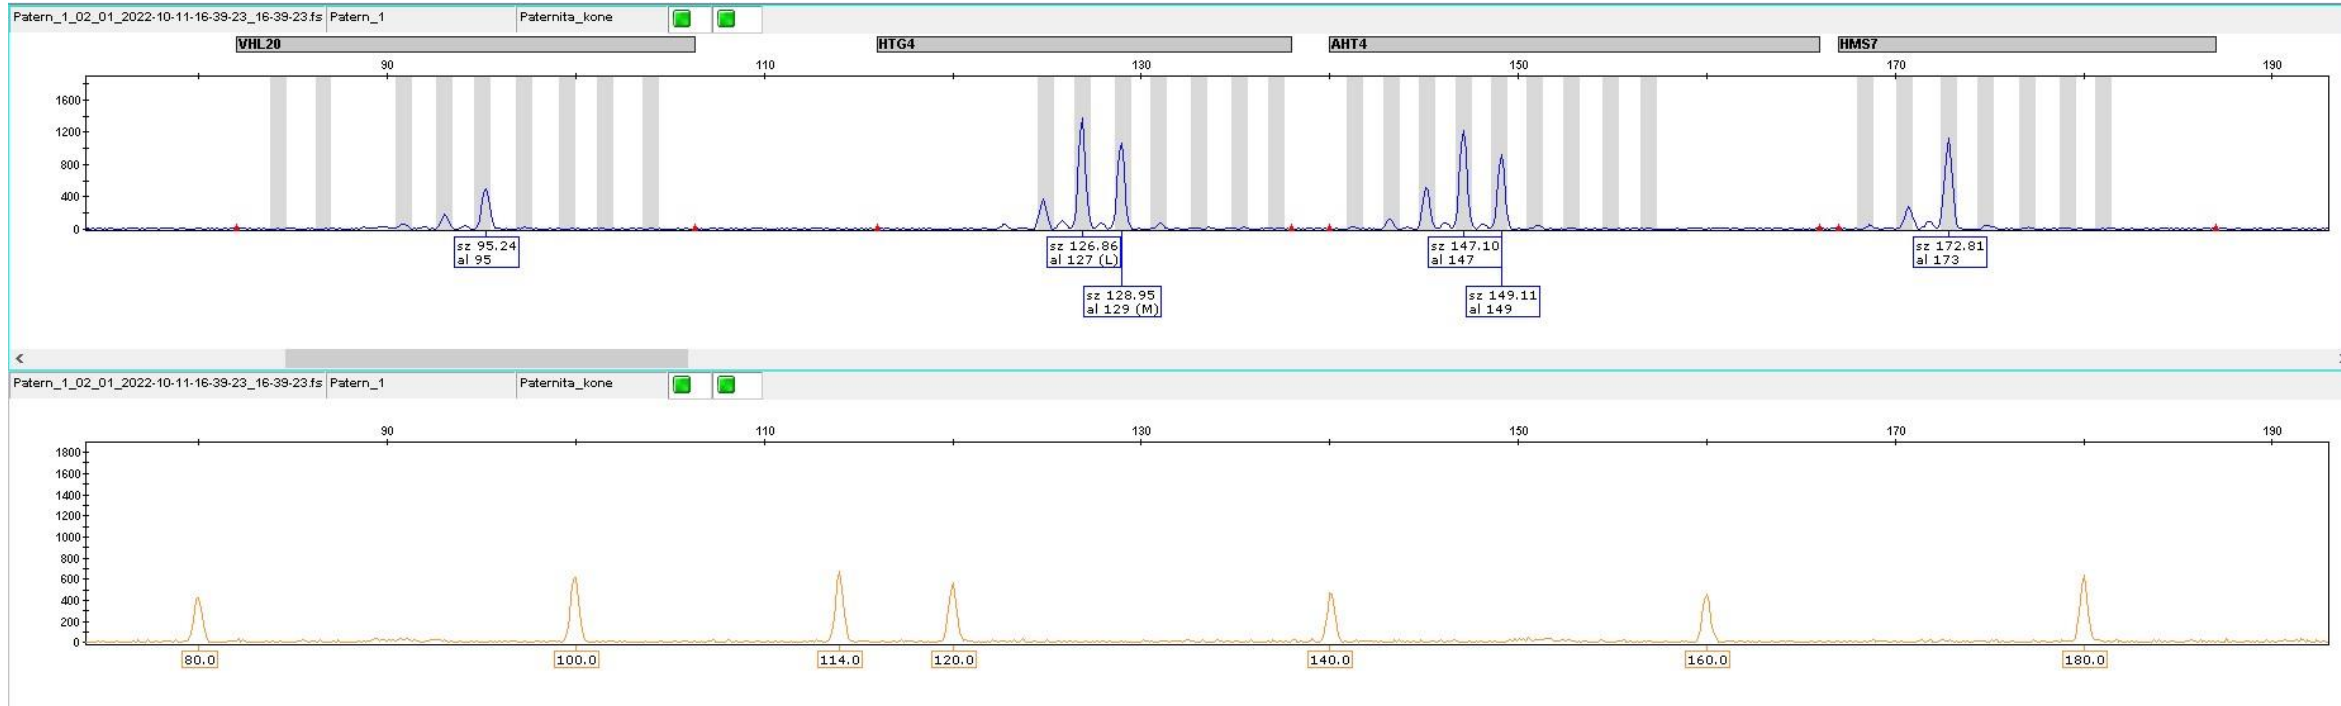 Patern_1_02_01_2022-10-11-16-39-23_16-39-23.fs Patern_1 Paternita_kone
VHL20 HTG4 AHT4 HMS7
90 110 130 150 170 190
1600
1200
800
400
0
sz 95.24
al 95
sz 126.86
al 127 (L)
sz 128.95
al 129 (M)
sz 147.10
al 147
sz 149.11
al 149
sz 172.81
al 173
Patern_1_02_01_2022-10-11-16-39-23_16-39-23.fs Patern_1 Paternita_kone
90 110 130 150 170 190
1800
1600
1400
1200
1000
800
600
400
200
0
80.0 100.0 114.0 120.0 140.0 160.0 180.0